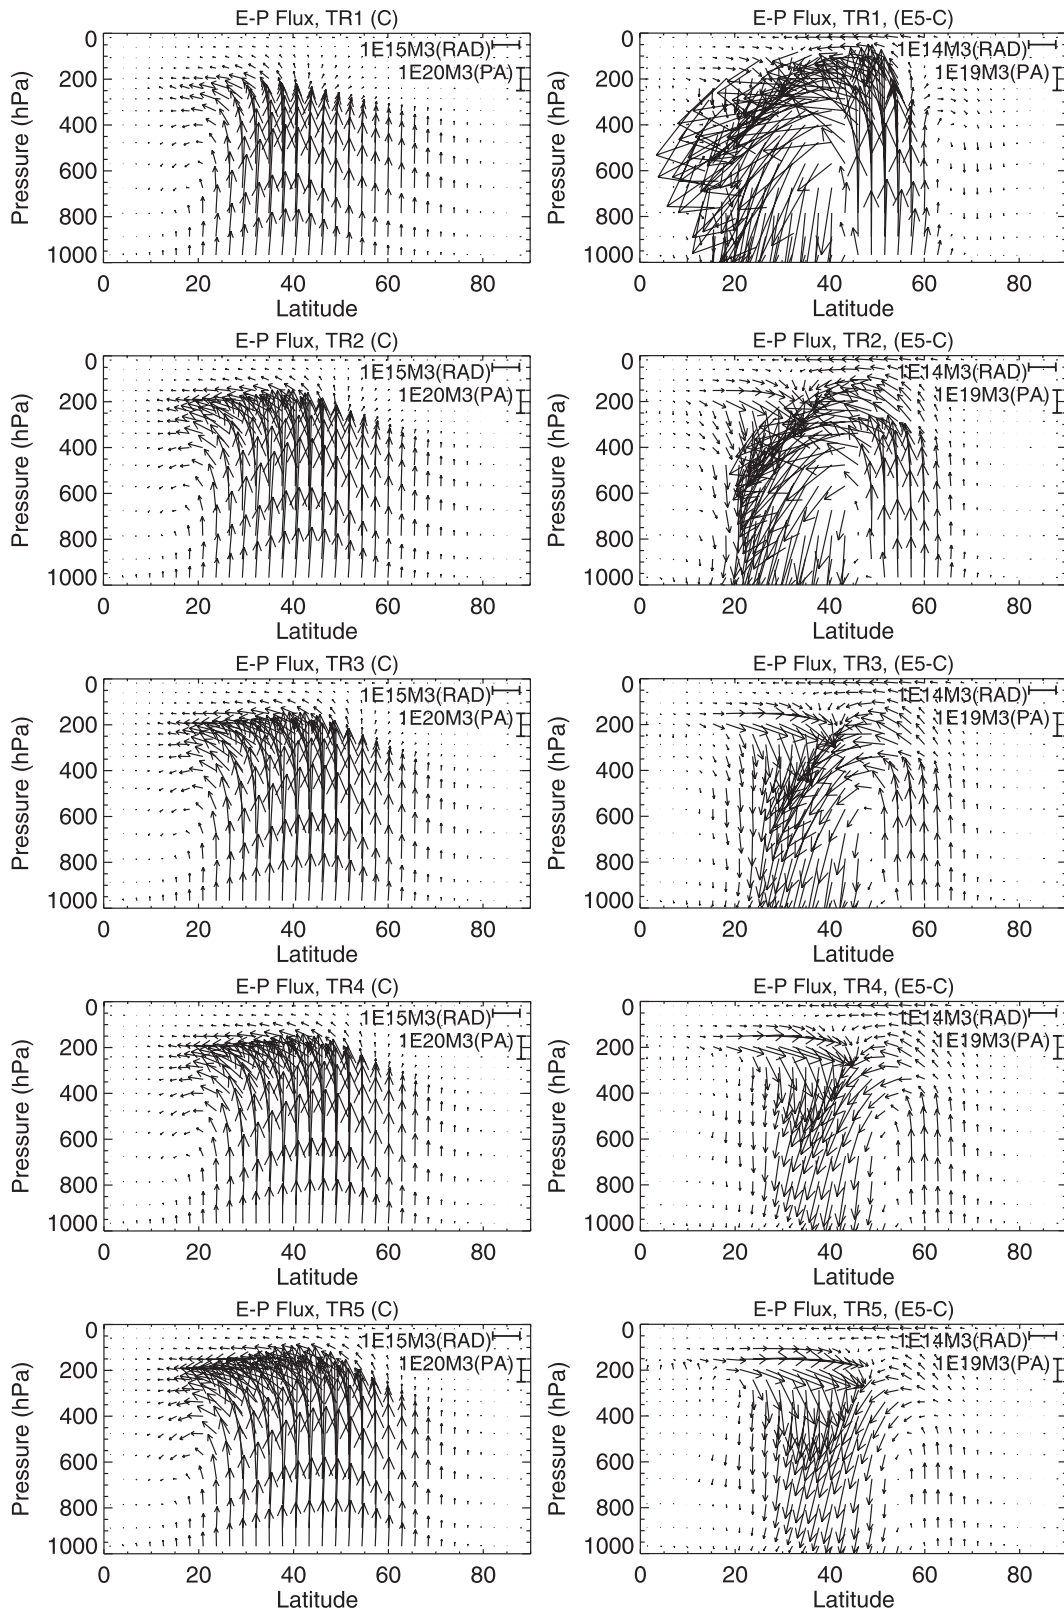 E-P Flux, TR1 (C)
0
200
400
600
800
1000
Pressure (hPa)
1E15M3(RAD)
1E20M3(PA)
0 20 40 60 80
Latitude
E-P Flux, TR1, (E5-C)
0
200
400
600
800
1000
Pressure (hPa)
1E14M3(RAD)
1E19M3(PA)
0 20 40 60 80
Latitude
E-P Flux, TR2 (C)
0
200
400
600
800
1000
Pressure (hPa)
1E15M3(RAD)
1E20M3(PA)
0 20 40 60 80
Latitude
E-P Flux, TR2, (E5-C)
0
200
400
600
800
1000
Pressure (hPa)
1E14M3(RAD)
1E19M3(PA)
0 20 40 60 80
Latitude
E-P Flux, TR3 (C)
0
200
400
600
800
1000
Pressure (hPa)
1E15M3(RAD)
1E20M3(PA)
0 20 40 60 80
Latitude
E-P Flux, TR3, (E5-C)
0
200
400
600
800
1000
Pressure (hPa)
1E14M3(RAD)
1E19M3(PA)
0 20 40 60 80
Latitude
E-P Flux, TR4 (C)
0
200
400
600
800
1000
Pressure (hPa)
1E15M3(RAD)
1E20M3(PA)
0 20 40 60 80
Latitude
E-P Flux, TR4, (E5-C)
0
200
400
600
800
1000
Pressure (hPa)
1E14M3(RAD)
1E19M3(PA)
0 20 40 60 80
Latitude
E-P Flux, TR5 (C)
0
200
400
600
800
1000
Pressure (hPa)
1E15M3(RAD)
1E20M3(PA)
0 20 40 60 80
Latitude
E-P Flux, TR5, (E5-C)
0
200
400
600
800
1000
Pressure (hPa)
1E14M3(RAD)
1E19M3(PA)
0 20 40 60 80
Latitude